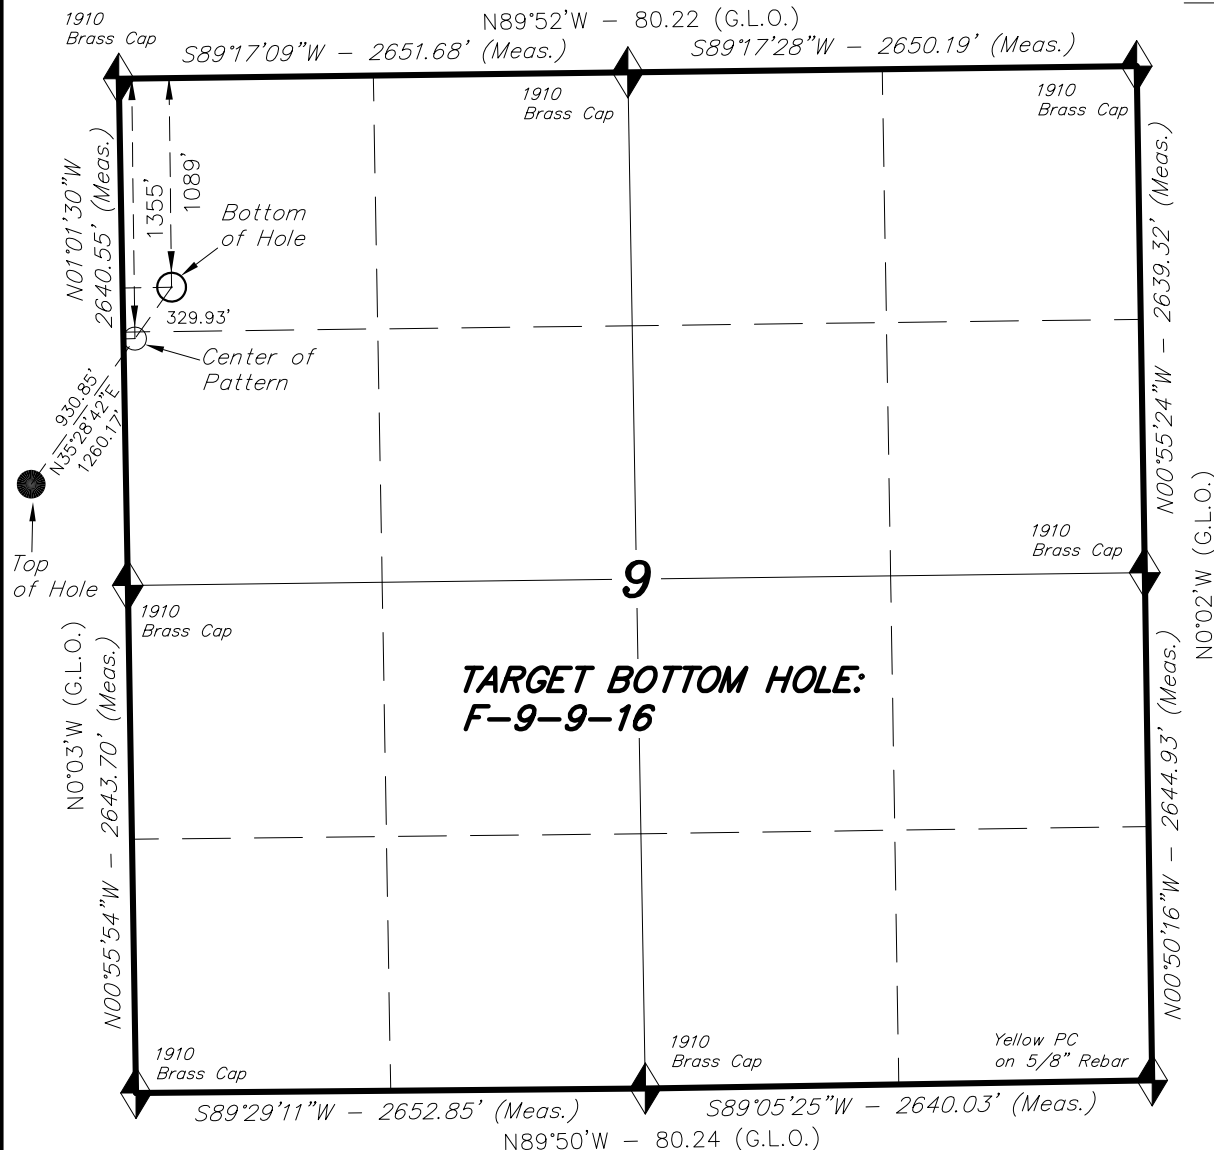 1910
Brass Cap
N89°52'W – 80.22 (G.L.O.)
S89°17'09"W – 2651.68' (Meas.)
S89°17'28"W – 2650.19' (Meas.)
1910
Brass Cap
1910
Brass Cap
N01°01'30"W
2640.55' (Meas.)
1355'
1089'
Bottom
of Hole
329.93'
Center of
Pattern
930.85'
N35°28'42"E
1260.17'
Top
of Hole
N00°55'24"W – 2639.32' (Meas.)
N0°02'W (G.L.O.)
1910
Brass Cap
9
1910
Brass Cap
TARGET BOTTOM HOLE:
F-9-9-16
N0°03'W (G.L.O.)
N00°55'54"W – 2643.70' (Meas.)
N00°50'16"W – 2644.93' (Meas.)
1910
Brass Cap
1910
Brass Cap
Yellow PC
on 5/8" Rebar
S89°29'11"W – 2652.85' (Meas.)
S89°05'25"W – 2640.03' (Meas.)
N89°50'W – 80.24 (G.L.O.)